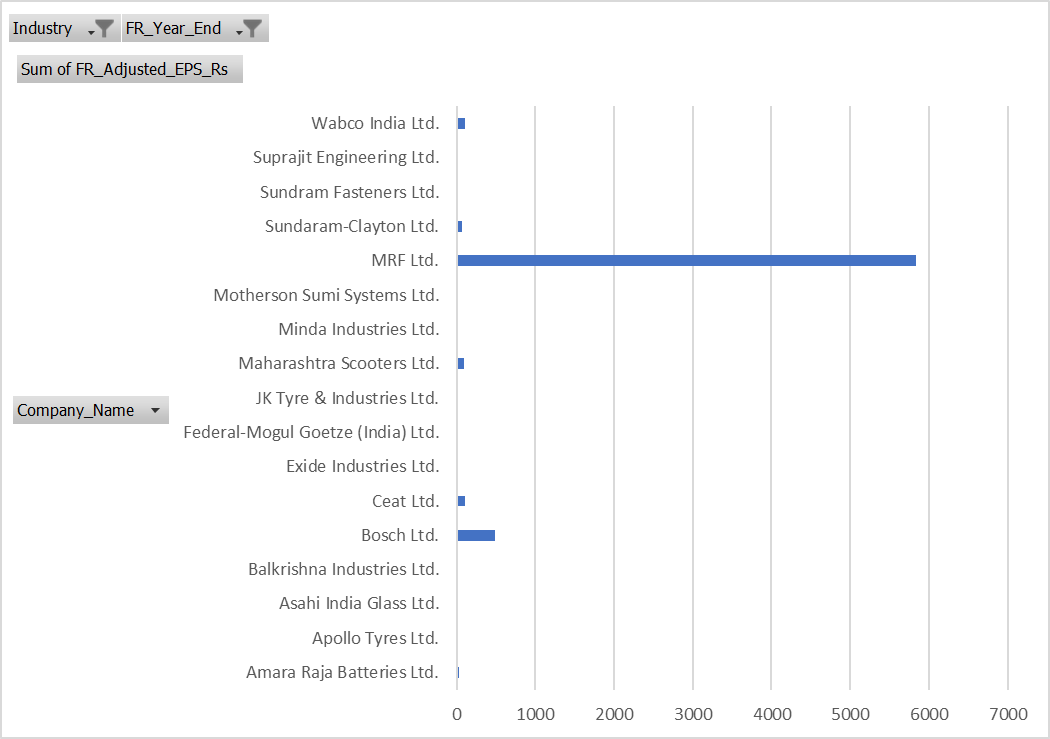 Industry FR_Year_End
Sum of FR_Adjusted_EPS_Rs
Wabco India Ltd.
Suprajit Engineering Ltd.
Sundram Fasteners Ltd.
Sundaram-Clayton Ltd.
MRF Ltd.
Motherson Sumi Systems Ltd.
Minda Industries Ltd.
Maharashtra Scooters Ltd.
JK Tyre & Industries Ltd.
Company_Name
Federal-Mogul Goetze (India) Ltd.
Exide Industries Ltd.
Ceat Ltd.
Bosch Ltd.
Balkrishna Industries Ltd.
Asahi India Glass Ltd.
Apollo Tyres Ltd.
Amara Raja Batteries Ltd.
0 1000 2000 3000 4000 5000 6000 7000